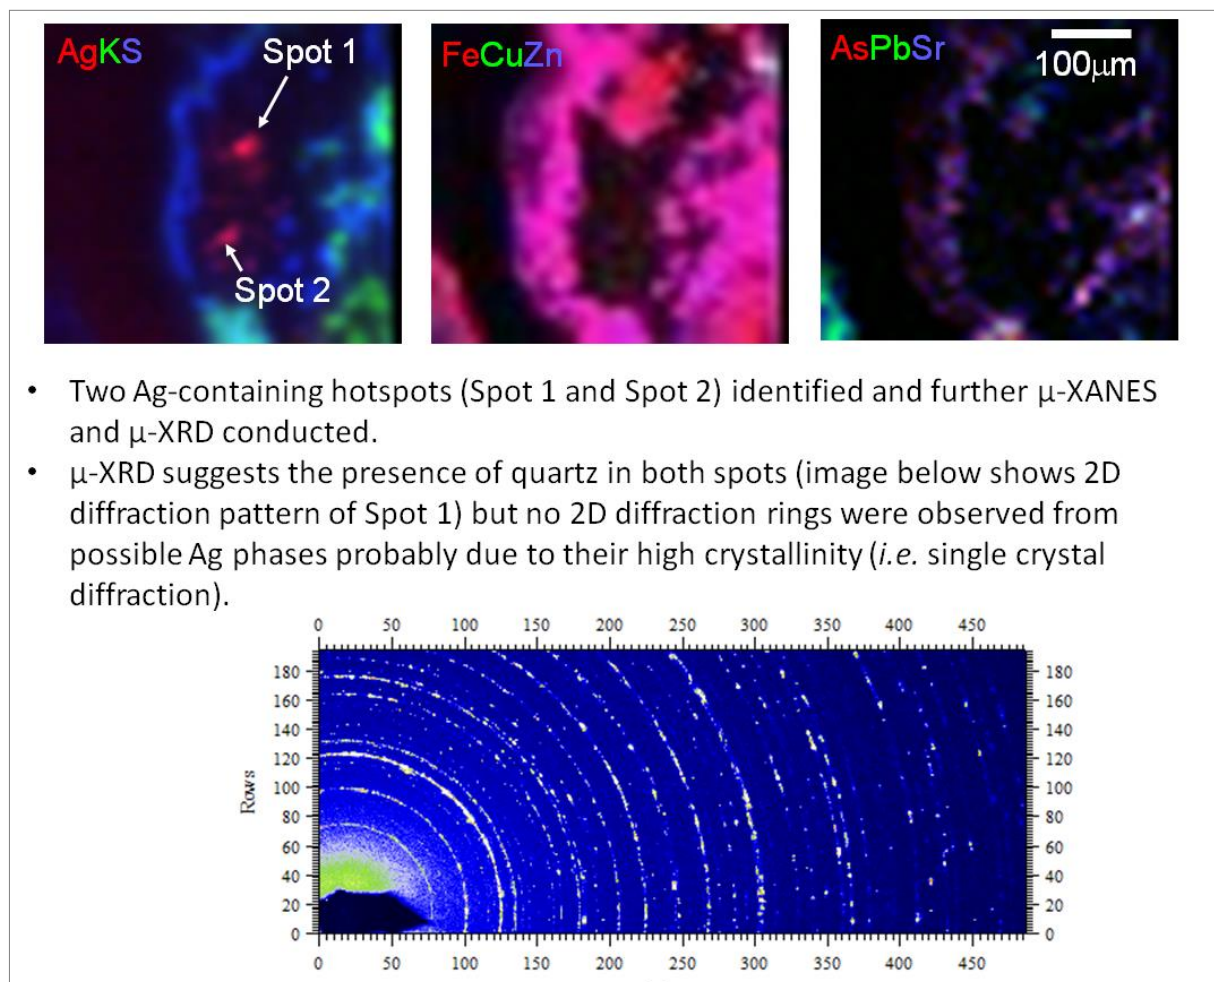 AgKS Spot 1 FeCuZn AsPbSr
100μm
Spot 2
• Two Ag-containing hotspots (Spot 1 and Spot 2) identified and further μ-XANES
and μ-XRD conducted.
• μ-XRD suggests the presence of quartz in both spots (image below shows 2D
diffraction pattern of Spot 1) but no 2D diffraction rings were observed from
possible Ag phases probably due to their high crystallinity (i.e. single crystal
diffraction).
0 50 100 150 200 250 300 350 400 450
180 180
160 160
140 140
120 120
100 100
80 80
60 60
40 40
20 20
0 0
Rows
0 50 100 150 200 250 300 350 400 450